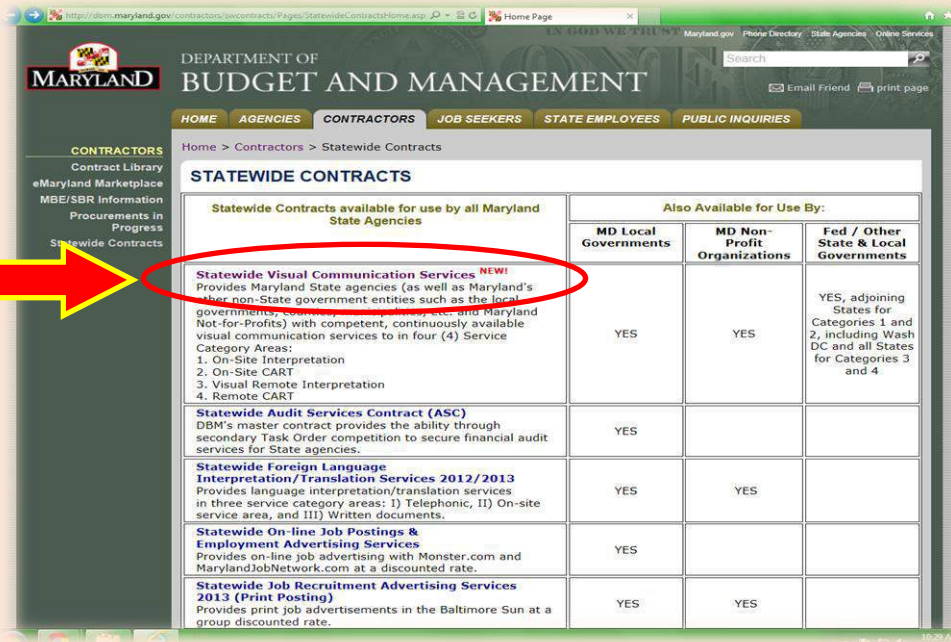 http://dbm.maryland.gov/contractors/swcontracts/Pages/StatewideContractsHome.asp
Home Page
IN GOD WE TRUST
Maryland.gov Phone Directory State Agencies Online Services
MARYLAND
DEPARTMENT OF
BUDGET AND MANAGEMENT
Search
Email Friend print page
HOME AGENCIES CONTRACTORS JOB SEEKERS STATE EMPLOYEES PUBLIC INQUIRIES
CONTRACTORS
Contract Library
eMaryland Marketplace
MBE/SBR Information
Procurements in
Progress
Statewide Contracts
Home > Contractors > Statewide Contracts
STATEWIDE CONTRACTS
Statewide Contracts available for use by all Maryland
State Agencies
Also Available for Use By:
MD Local
Governments
MD Non-
Profit
Organizations
Fed / Other
State & Local
Governments
Statewide Visual Communication Services NEW!
Provides Maryland State agencies (as well as Maryland's
other non-State government entities such as the local
governments, counties, municipalities, etc. and Maryland
Not-for-Profits) with competent, continuously available
visual communication services to in four (4) Service
Category Areas:
1. On-Site Interpretation
2. On-Site CART
3. Visual Remote Interpretation
4. Remote CART
YES
YES
YES, adjoining
States for
Categories 1 and
2, including Wash
DC and all States
for Categories 3
and 4
Statewide Audit Services Contract (ASC)
DBM's master contract provides the ability through
secondary Task Order competition to secure financial audit
services for State agencies.
YES
Statewide Foreign Language
Interpretation/Translation Services 2012/2013
Provides language interpretation/translation services
in three service category areas: I) Telephonic, II) On-site
service area, and III) Written documents.
YES
YES
Statewide On-line Job Postings &
Employment Advertising Services
Provides on-line job advertising with Monster.com and
MarylandJobNetwork.com at a discounted rate.
YES
Statewide Job Recruitment Advertising Services
2013 (Print Posting)
Provides print job advertisements in the Baltimore Sun at a
group discounted rate.
YES
YES